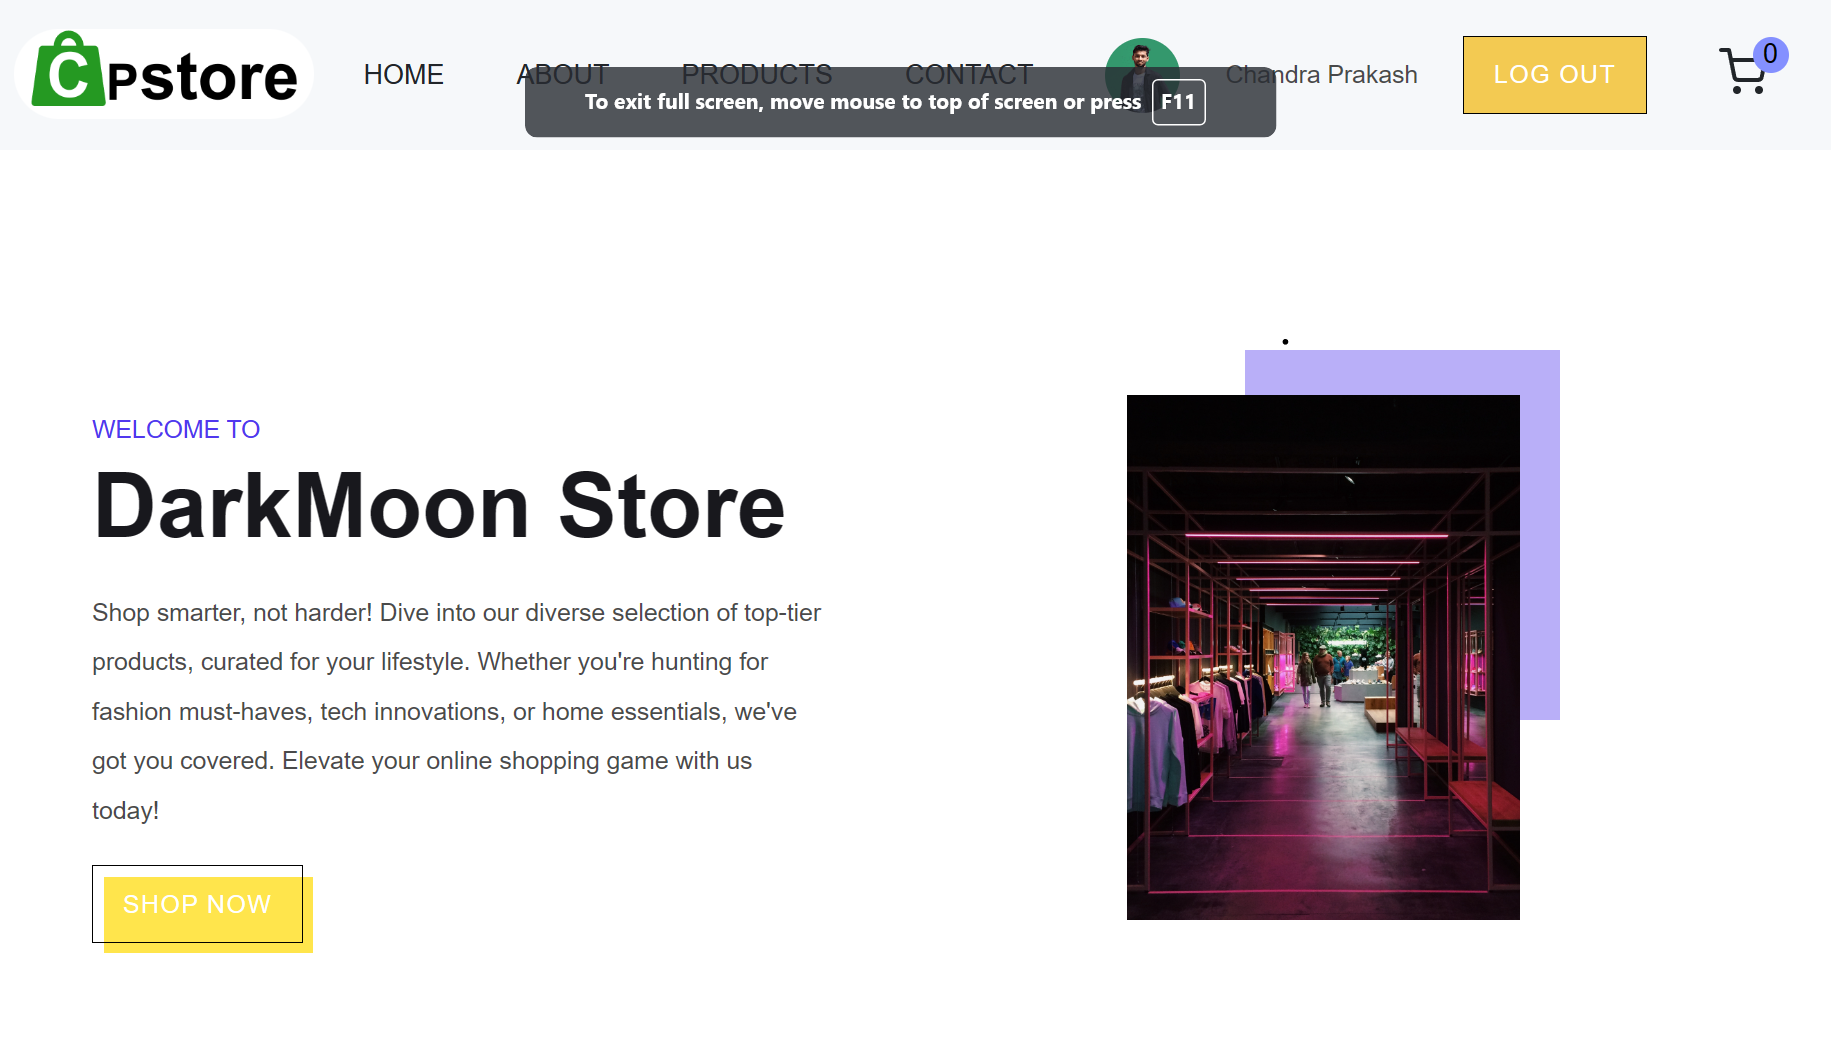 CPstore
HOME
ABOUT
PRODUCTS
CONTACT
Chandra Prakash
LOG OUT
0
To exit full screen, move mouse to top of screen or press F11
WELCOME TO
DarkMoon Store
Shop smarter, not harder! Dive into our diverse selection of top-tier
products, curated for your lifestyle. Whether you're hunting for
fashion must-haves, tech innovations, or home essentials, we've
got you covered. Elevate your online shopping game with us
today!
SHOP NOW